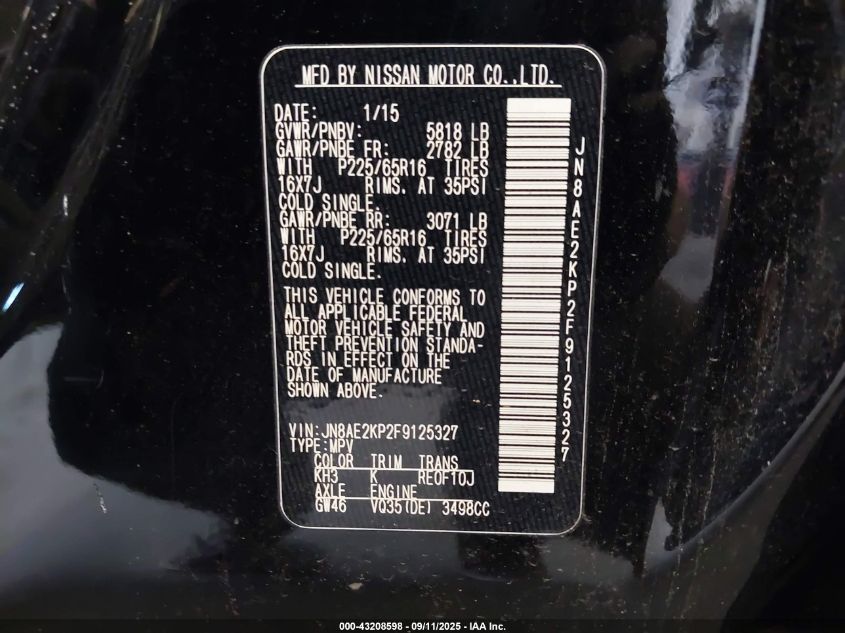 MFD BY NISSAN MOTOR CO.,LTD.
DATE: 1/15
GVWR/PNBV: 5818 LB
GAWR/PNBE FR: 2782 LB
WITH P225/65R16 TIRES
16X7J RIMS. AT 35PSI
COLD SINGLE.
GAWR/PNBE RR: 3071 LB
WITH P225/65R16 TIRES
16X7J RIMS. AT 35PSI
COLD SINGLE.
THIS VEHICLE CONFORMS TO
ALL APPLICABLE FEDERAL
MOTOR VEHICLE SAFETY AND
THEFT PREVENTION STANDA-
RDS IN EFFECT ON THE
DATE OF MANUFACTURE
SHOWN ABOVE.
VIN:JN8AE2KP2F9125327
TYPE:MPV
COLOR TRIM TRANS
KH3 K RE0F10J
AXLE ENGINE
GW46 VQ35(DE) 3498CC
JN8AE2KP2F9125327
000-43208598 - 09/11/2025 - IAA Inc.